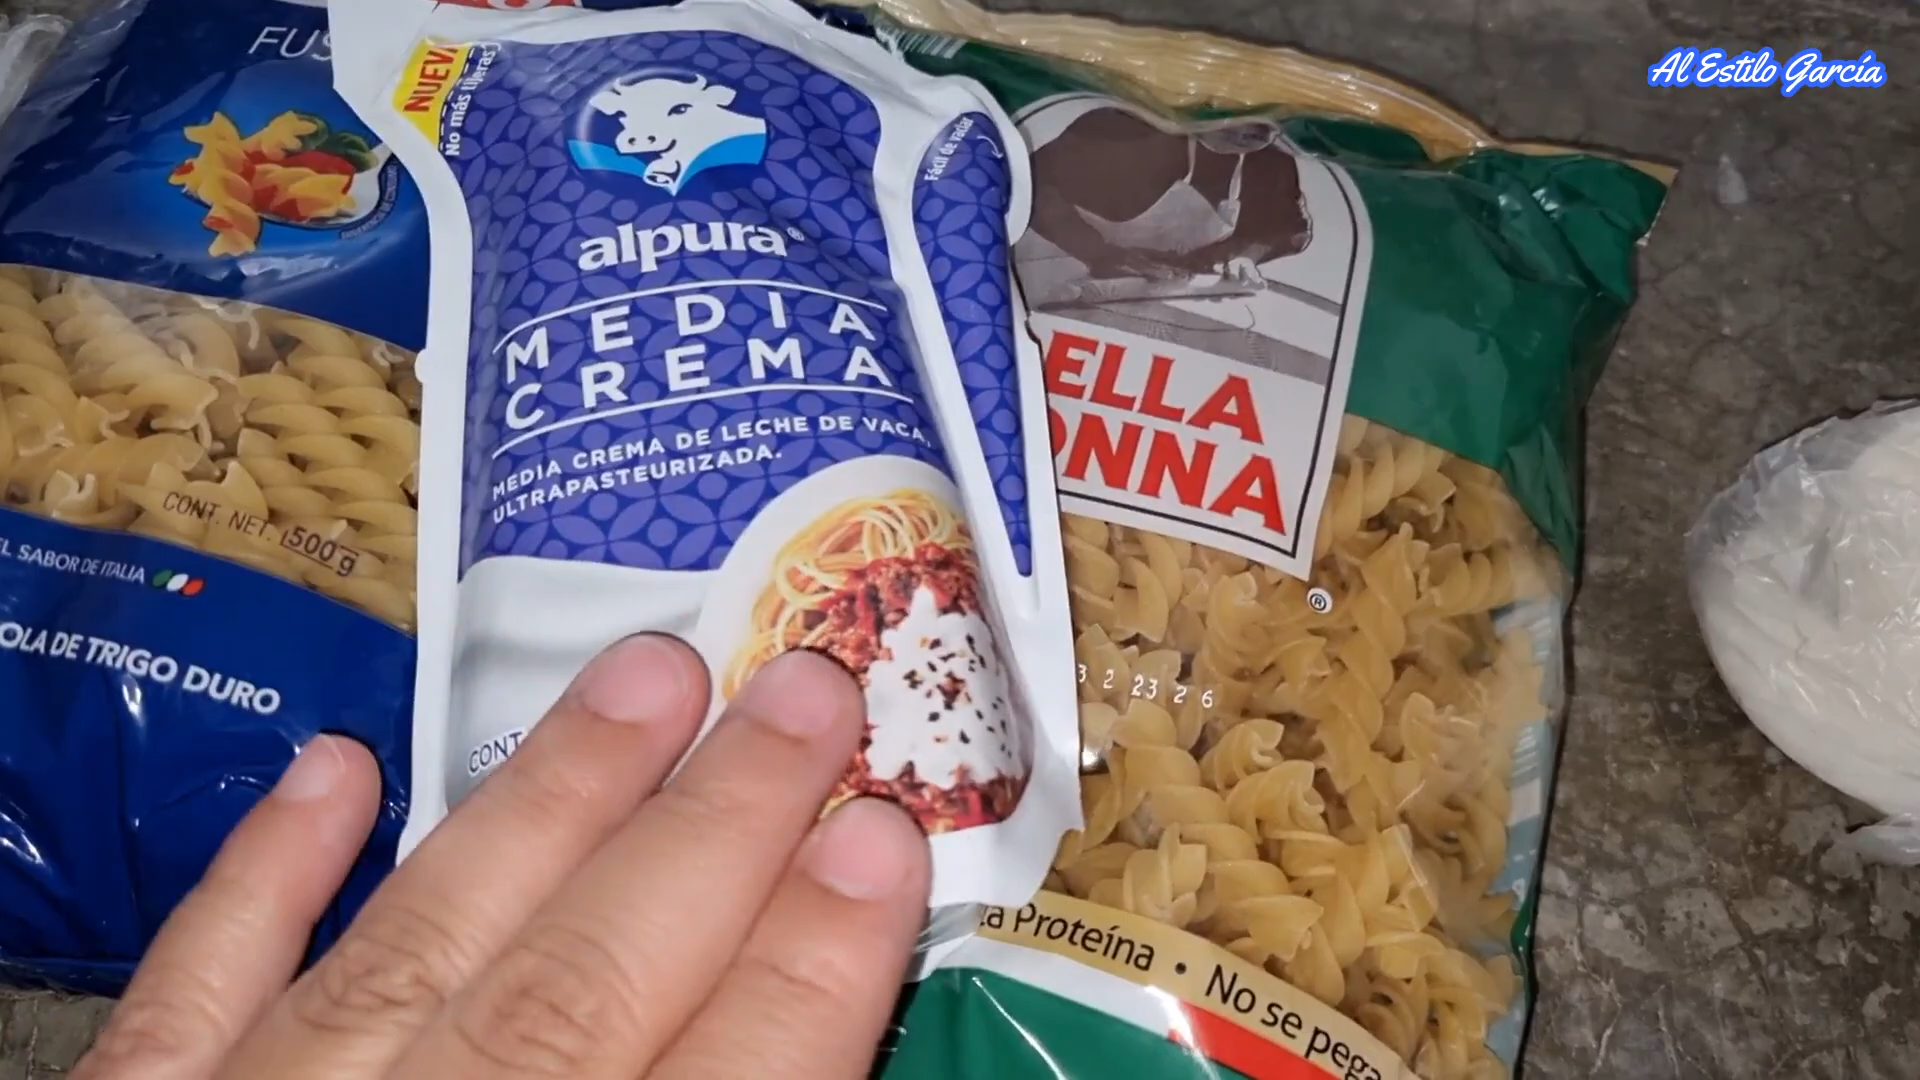 Al Estilo García
FUS
CONT. NET. 500 g
EL SABOR DE ITALIA
OLA DE TRIGO DURO
NUEVA
No más tijeras
Fácil de vaciar
alpura®
MEDIA
CREMA
MEDIA CREMA DE LECHE DE VACA,
ULTRAPASTEURIZADA.
CONT
ELLA
ONNA
®
3 2 23 2 6
ta Proteína • No se pega